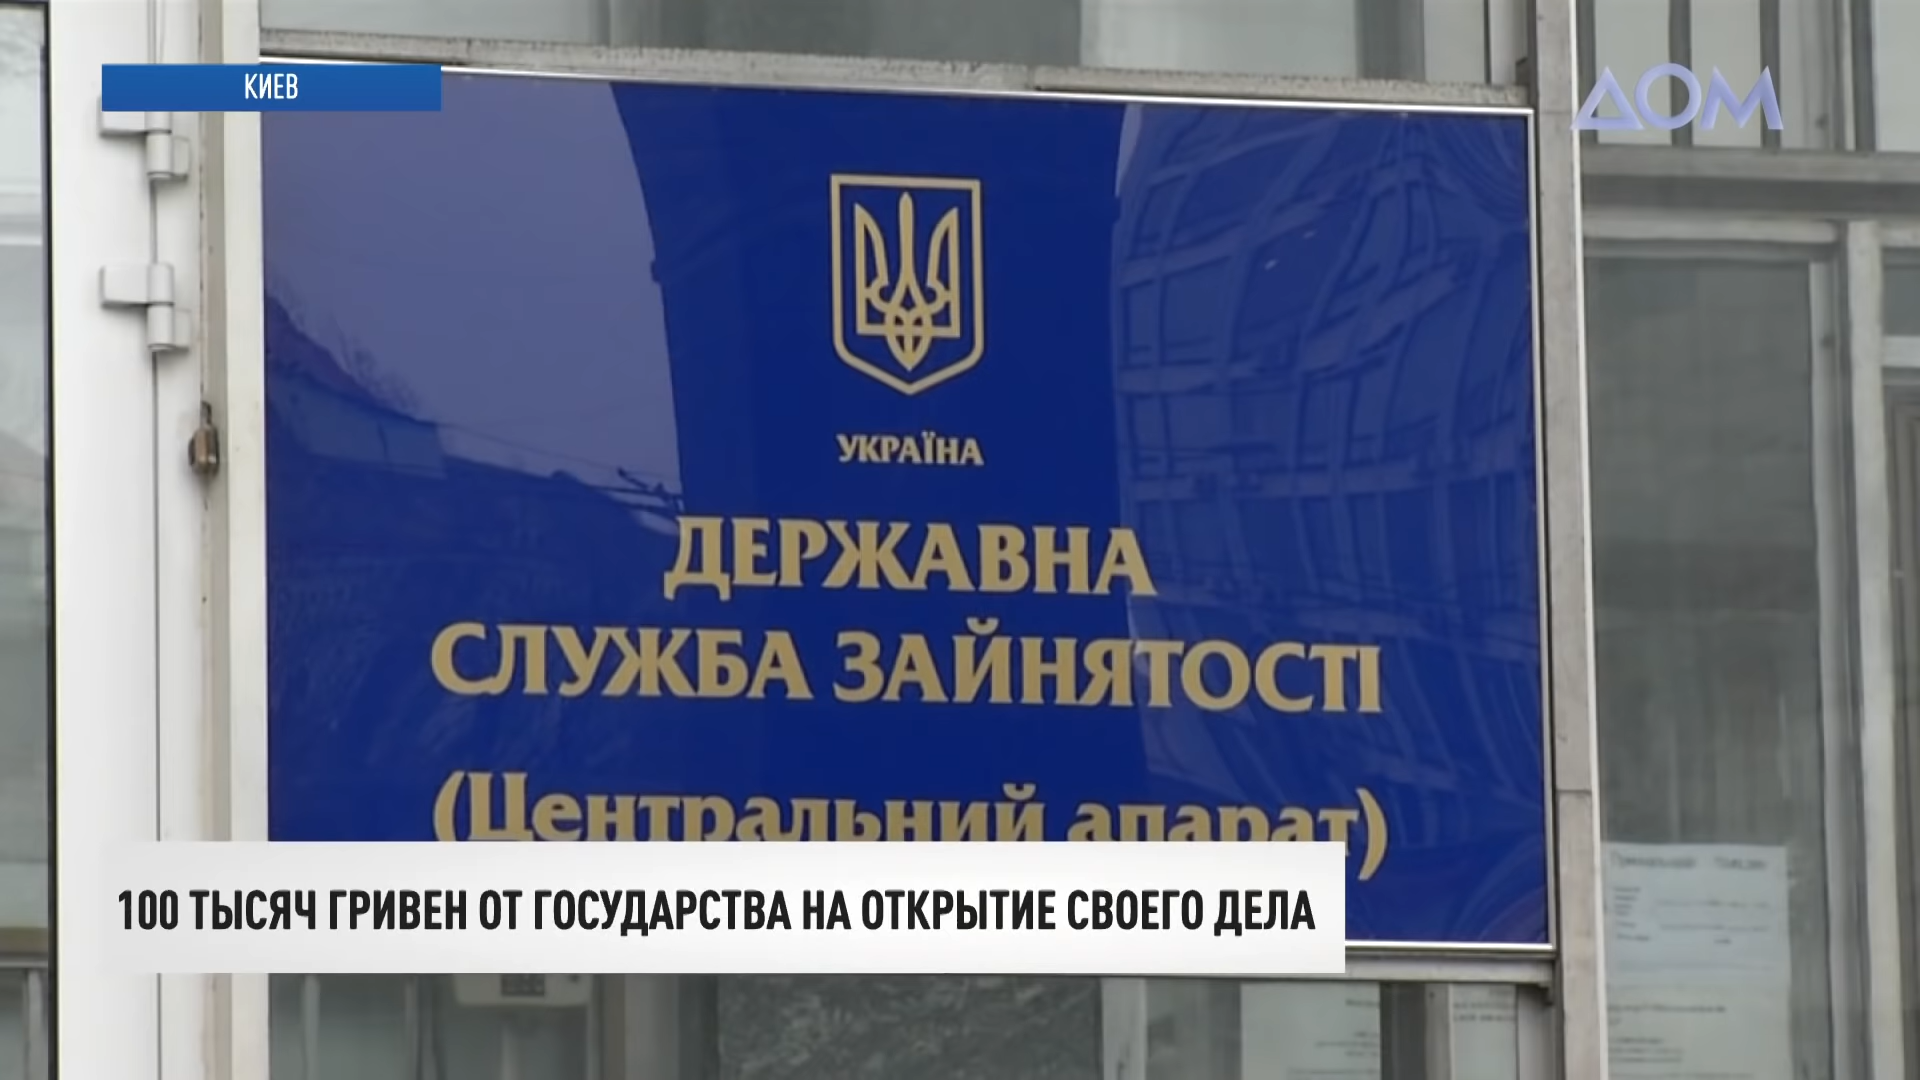 КИЕВ
ДОМ
УКРАЇНА
ДЕРЖАВНА
СЛУЖБА ЗАЙНЯТОСТІ
(Центральний апарат)
100 ТЫСЯЧ ГРИВЕН ОТ ГОСУДАРСТВА НА ОТКРЫТИЕ СВОЕГО ДЕЛА